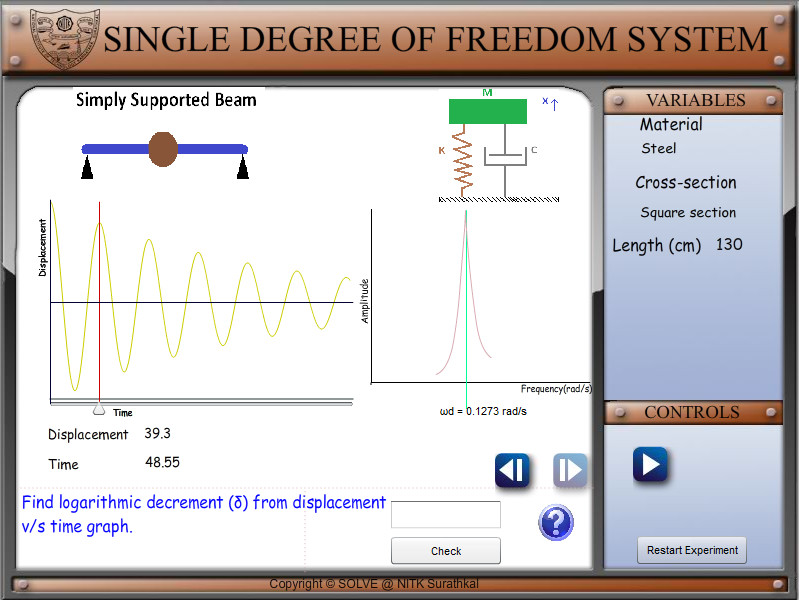 SINGLE DEGREE OF FREEDOM SYSTEM
Simply Supported Beam
M
x
K
C
Displacement
Time
Amplitude
Frequency(rad/s)
ωd = 0.1273 rad/s
Displacement 39.3
Time 48.55
Find logarithmic decrement (δ) from displacement
v/s time graph.
Check
?
VARIABLES
Material
Steel
Cross-section
Square section
Length (cm) 130
CONTROLS
Restart Experiment
Copyright © SOLVE @ NITK Surathkal